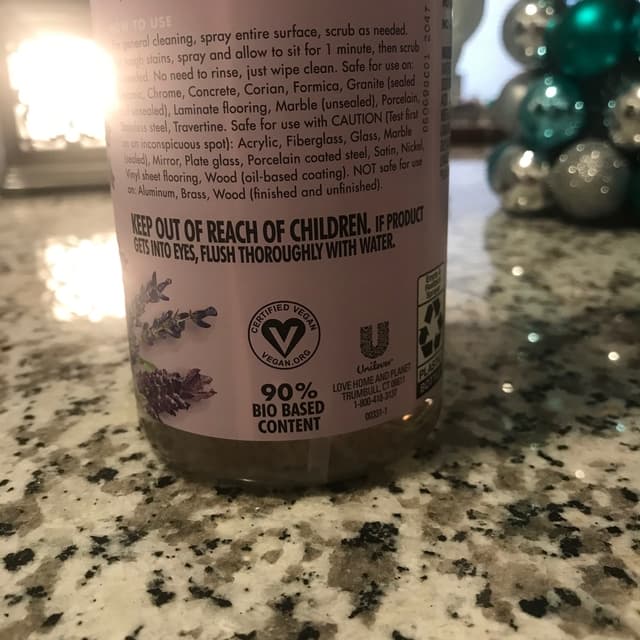 TO USE
general cleaning, spray entire surface, scrub as needed.
stains, spray and allow to sit for 1 minute, then scrub
No need to rinse, just wipe clean. Safe for use on:
Chrome, Concrete, Corian, Formica, Granite (sealed
unsealed), Laminate flooring, Marble (unsealed), Porcelain,
steel, Travertine. Safe for use with CAUTION (Test first
an inconspicuous spot): Acrylic, Fiberglass, Glass, Marble
(sealed), Mirror, Plate glass, Porcelain coated steel, Satin, Nickel,
Vinyl sheet flooring, Wood (oil-based coating). NOT safe for use
on: Aluminum, Brass, Wood (finished and unfinished).
KEEP OUT OF REACH OF CHILDREN. IF PRODUCT
GETS INTO EYES, FLUSH THOROUGHLY WITH WATER.
CERTIFIED VEGAN
VEGAN.ORG
90%
BIO BASED
CONTENT
Unilever
LOVE HOME AND PLANET
TRUMBULL, CT 06611
1-800-418-3137